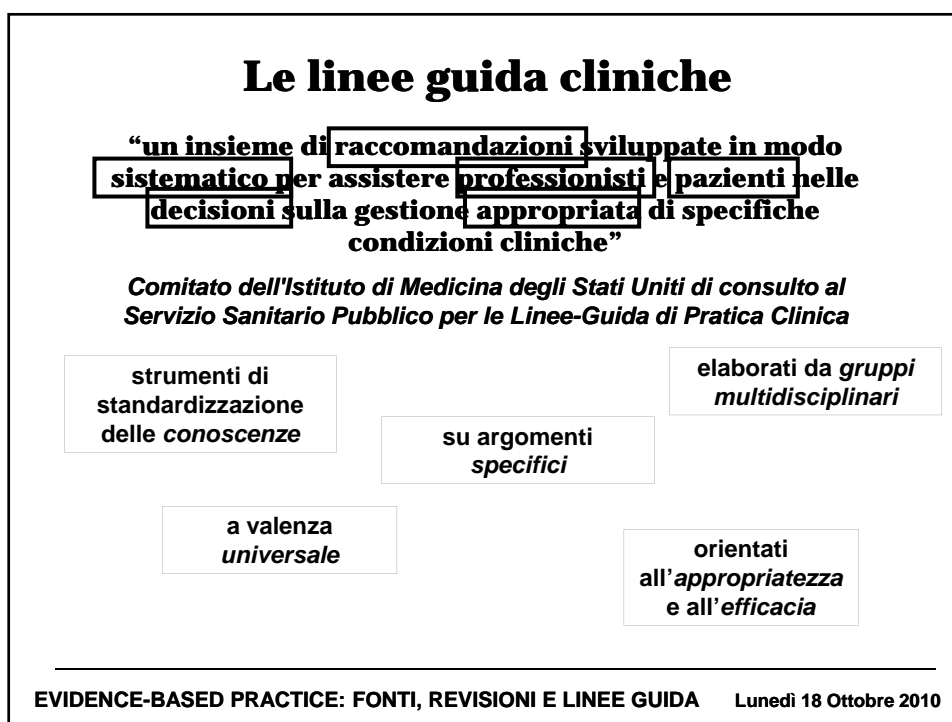 Le linee guida cliniche
“un insieme di raccomandazioni sviluppate in modo
sistematico per assistere professionisti e pazienti nelle
decisioni sulla gestione appropriata di specifiche
condizioni cliniche”
Comitato dell'Istituto di Medicina degli Stati Uniti di consulto al
Servizio Sanitario Pubblico per le Linee-Guida di Pratica Clinica
strumenti di
standardizzazione
delle conoscenze
elaborati da gruppi
multidisciplinari
su argomenti
specifici
a valenza
universale
orientati
all’appropriatezza
e all’efficacia
EVIDENCE-BASED PRACTICE: FONTI, REVISIONI E LINEE GUIDA Lunedì 18 Ottobre 2010